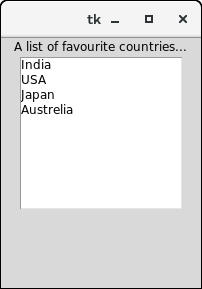 tk
A list of favourite countries...
India
USA
Japan
Austrelia